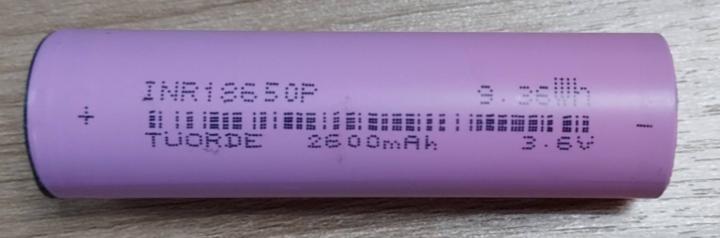 INR18650P 9.36Wh
+ -
TUORDE 2600mAh 3.6V